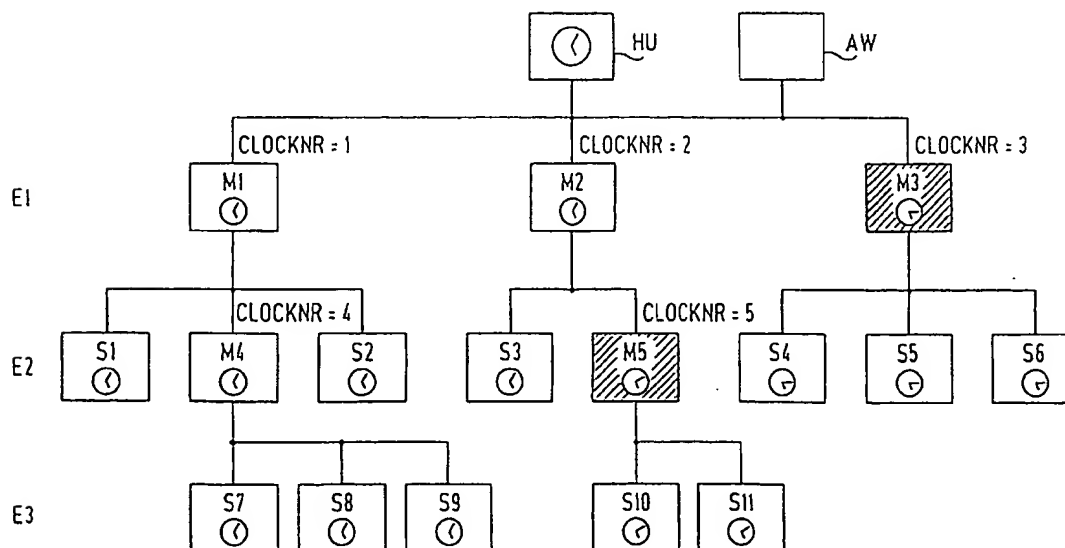 HU
AW
CLOCKNR = 1
CLOCKNR = 2
CLOCKNR = 3
E1
M1
M2
M3
CLOCKNR = 4
CLOCKNR = 5
E2
S1
M4
S2
S3
M5
S4
S5
S6
E3
S7
S8
S9
S10
S11